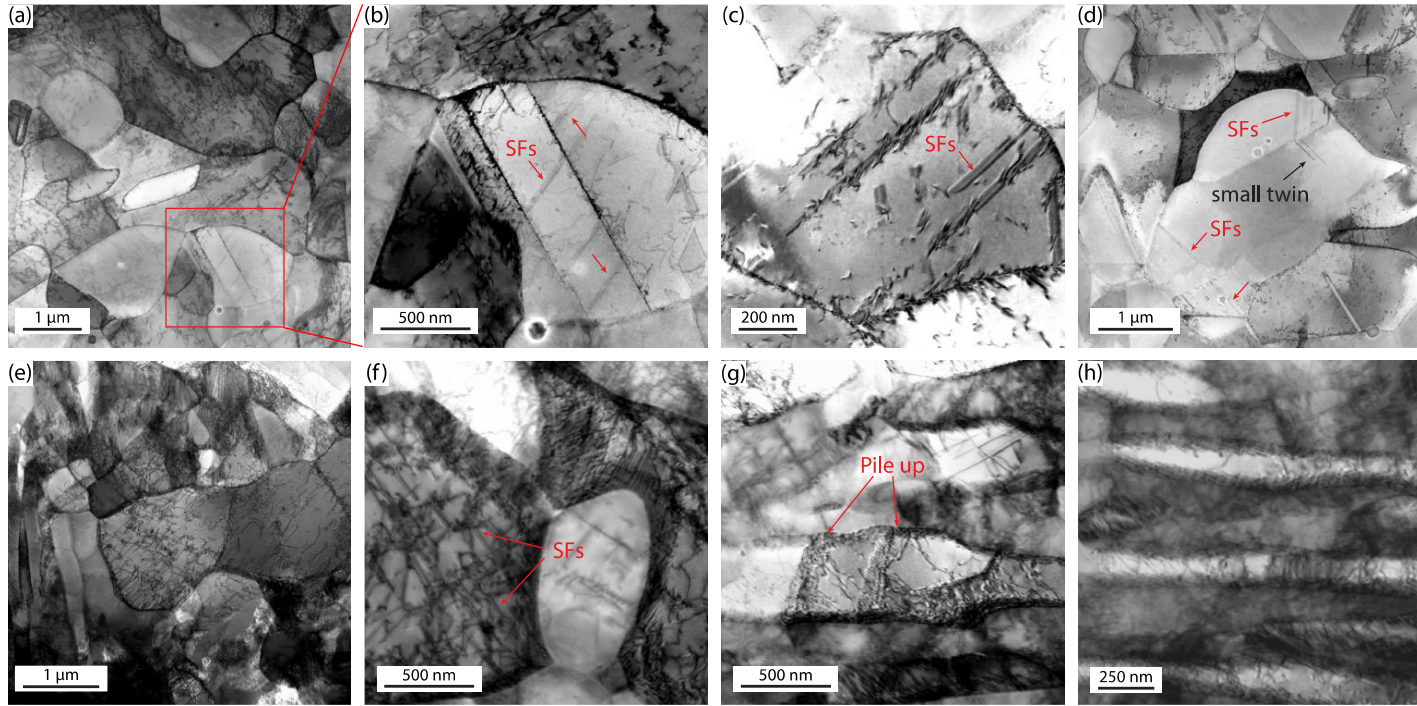 (a)
1 µm
(b)
SFs
500 nm
(c)
SFs
200 nm
(d)
SFs
small twin
SFs
1 µm
(e)
1 µm
(f)
SFs
500 nm
(g)
Pile up
500 nm
(h)
250 nm